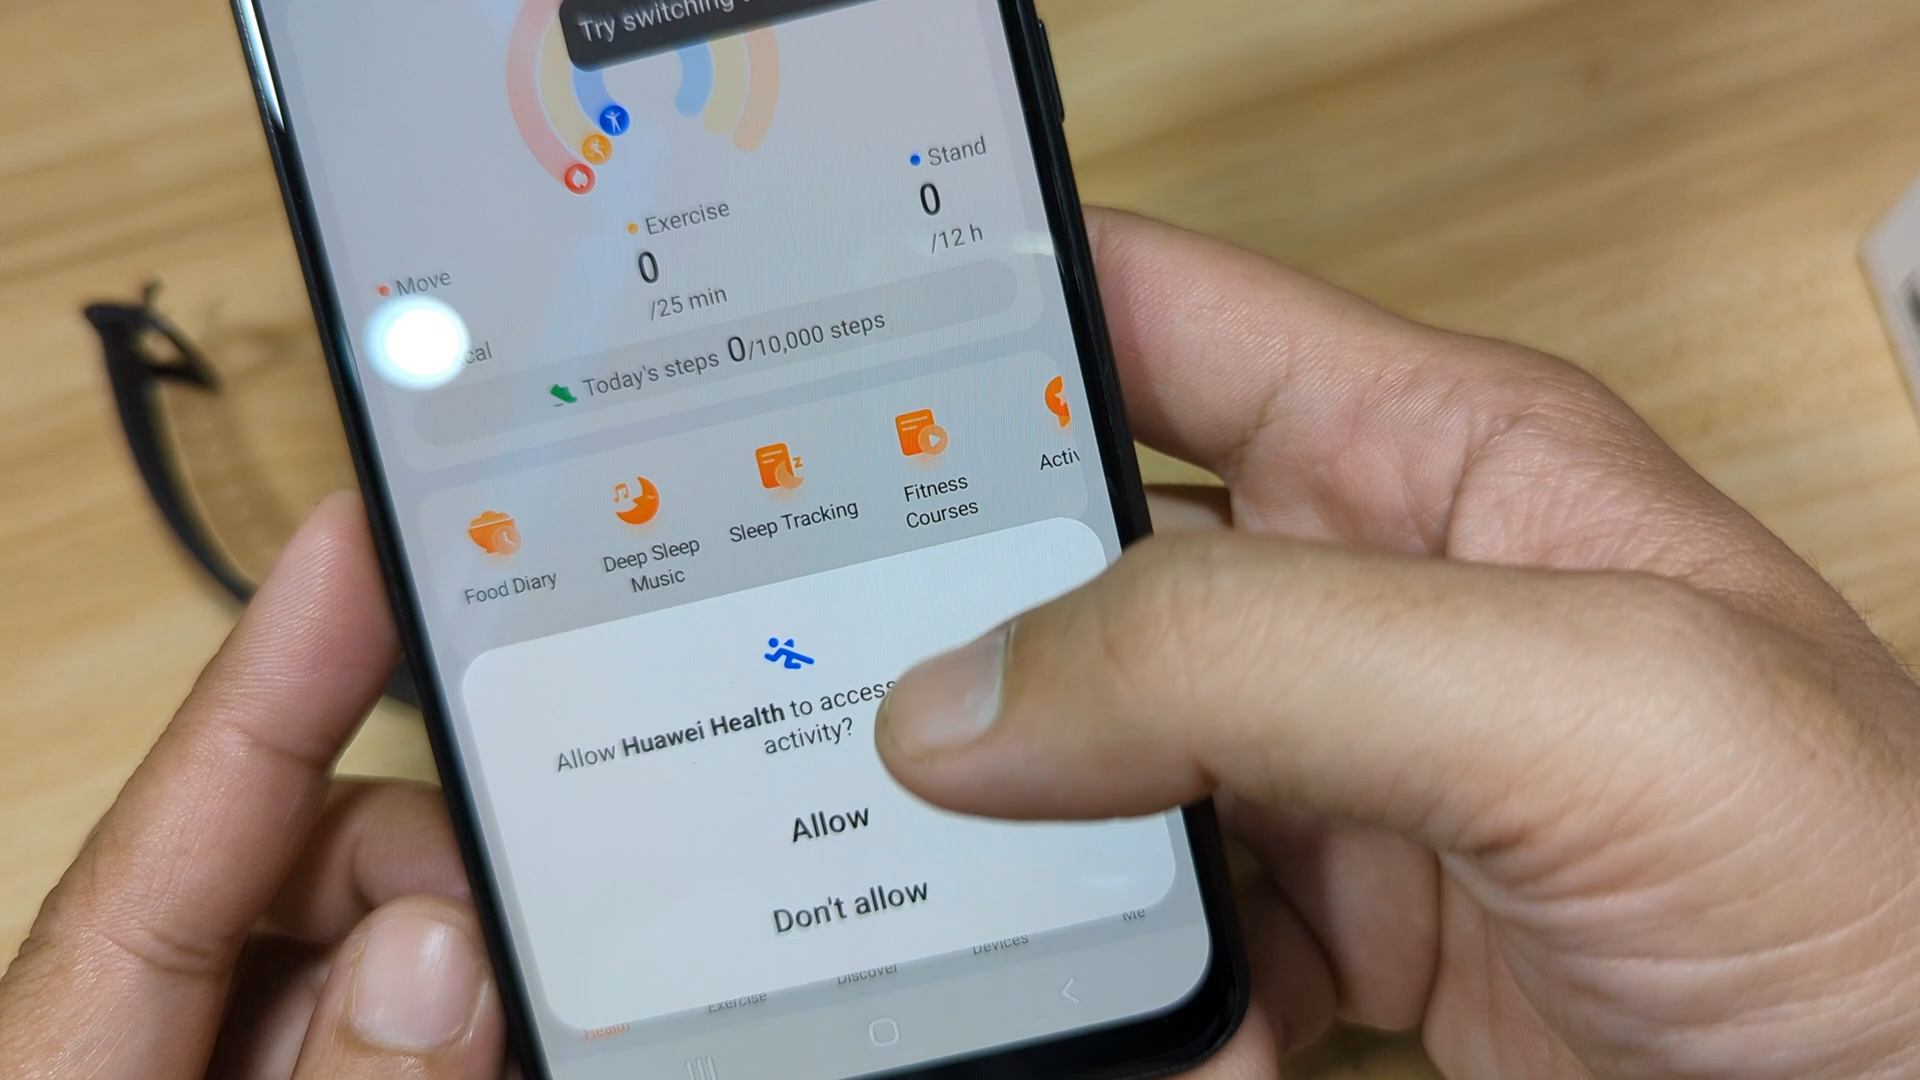 Try switching
Stand
0
/12 h
Exercise
0
/25 min
Move
cal
Today's steps 0/10,000 steps
Food Diary
Deep Sleep
Music
Sleep Tracking
Fitness
Courses
Activ
Allow Huawei Health to access
activity?
Allow
Don't allow
Health
Exercise
Discover
Devices
Me